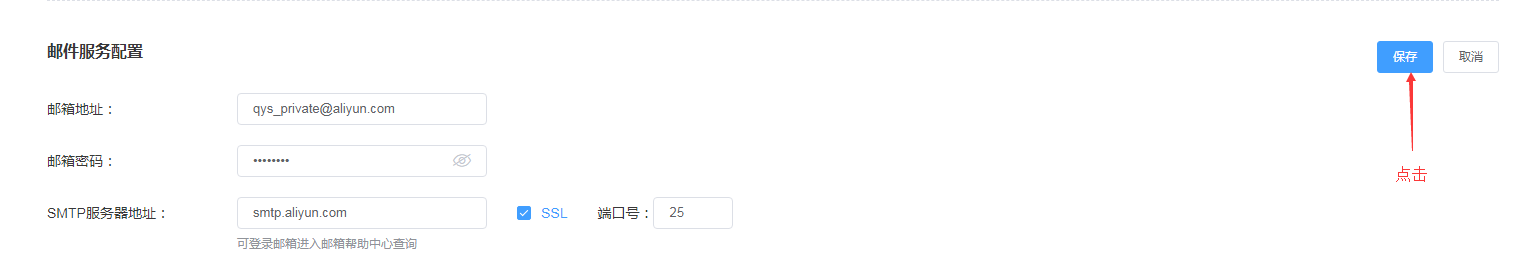 邮件服务配置
保存 取消
邮箱地址：
qys_private@aliyun.com
邮箱密码：
••••••••
点击
SMTP服务器地址：
smtp.aliyun.com
SSL
端口号：
25
可登录邮箱进入邮箱帮助中心查询